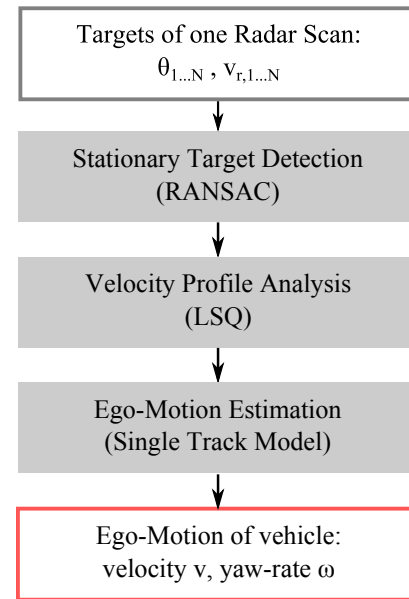 Targets of one Radar Scan:
θ1...N , vr,1...N
Stationary Target Detection
(RANSAC)
Velocity Profile Analysis
(LSQ)
Ego-Motion Estimation
(Single Track Model)
Ego-Motion of vehicle:
velocity v, yaw-rate ω